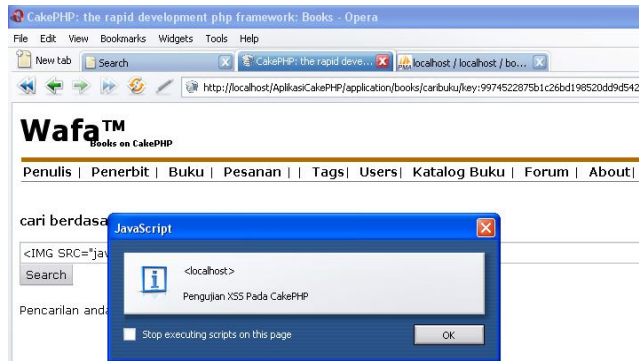 CakePHP: the rapid development php framework: Books - Opera
File Edit View Bookmarks Widgets Tools Help
New tab Search CakePHP: the rapid deve... localhost / localhost / bo...
http://localhost/AplikasiCakePHP/application/books/caribuku/key:9974522875b1c26bd198520dd9d542
Wafa™
Books on CakePHP
Penulis | Penerbit | Buku | Pesanan | | Tags| Users| Katalog Buku | Forum | About|
cari berdasa
JavaScript
<IMG SRC="jav
<localhost>
Search
Pengujian XSS Pada CakePHP
Pencarilan anda
Stop executing scripts on this page
OK